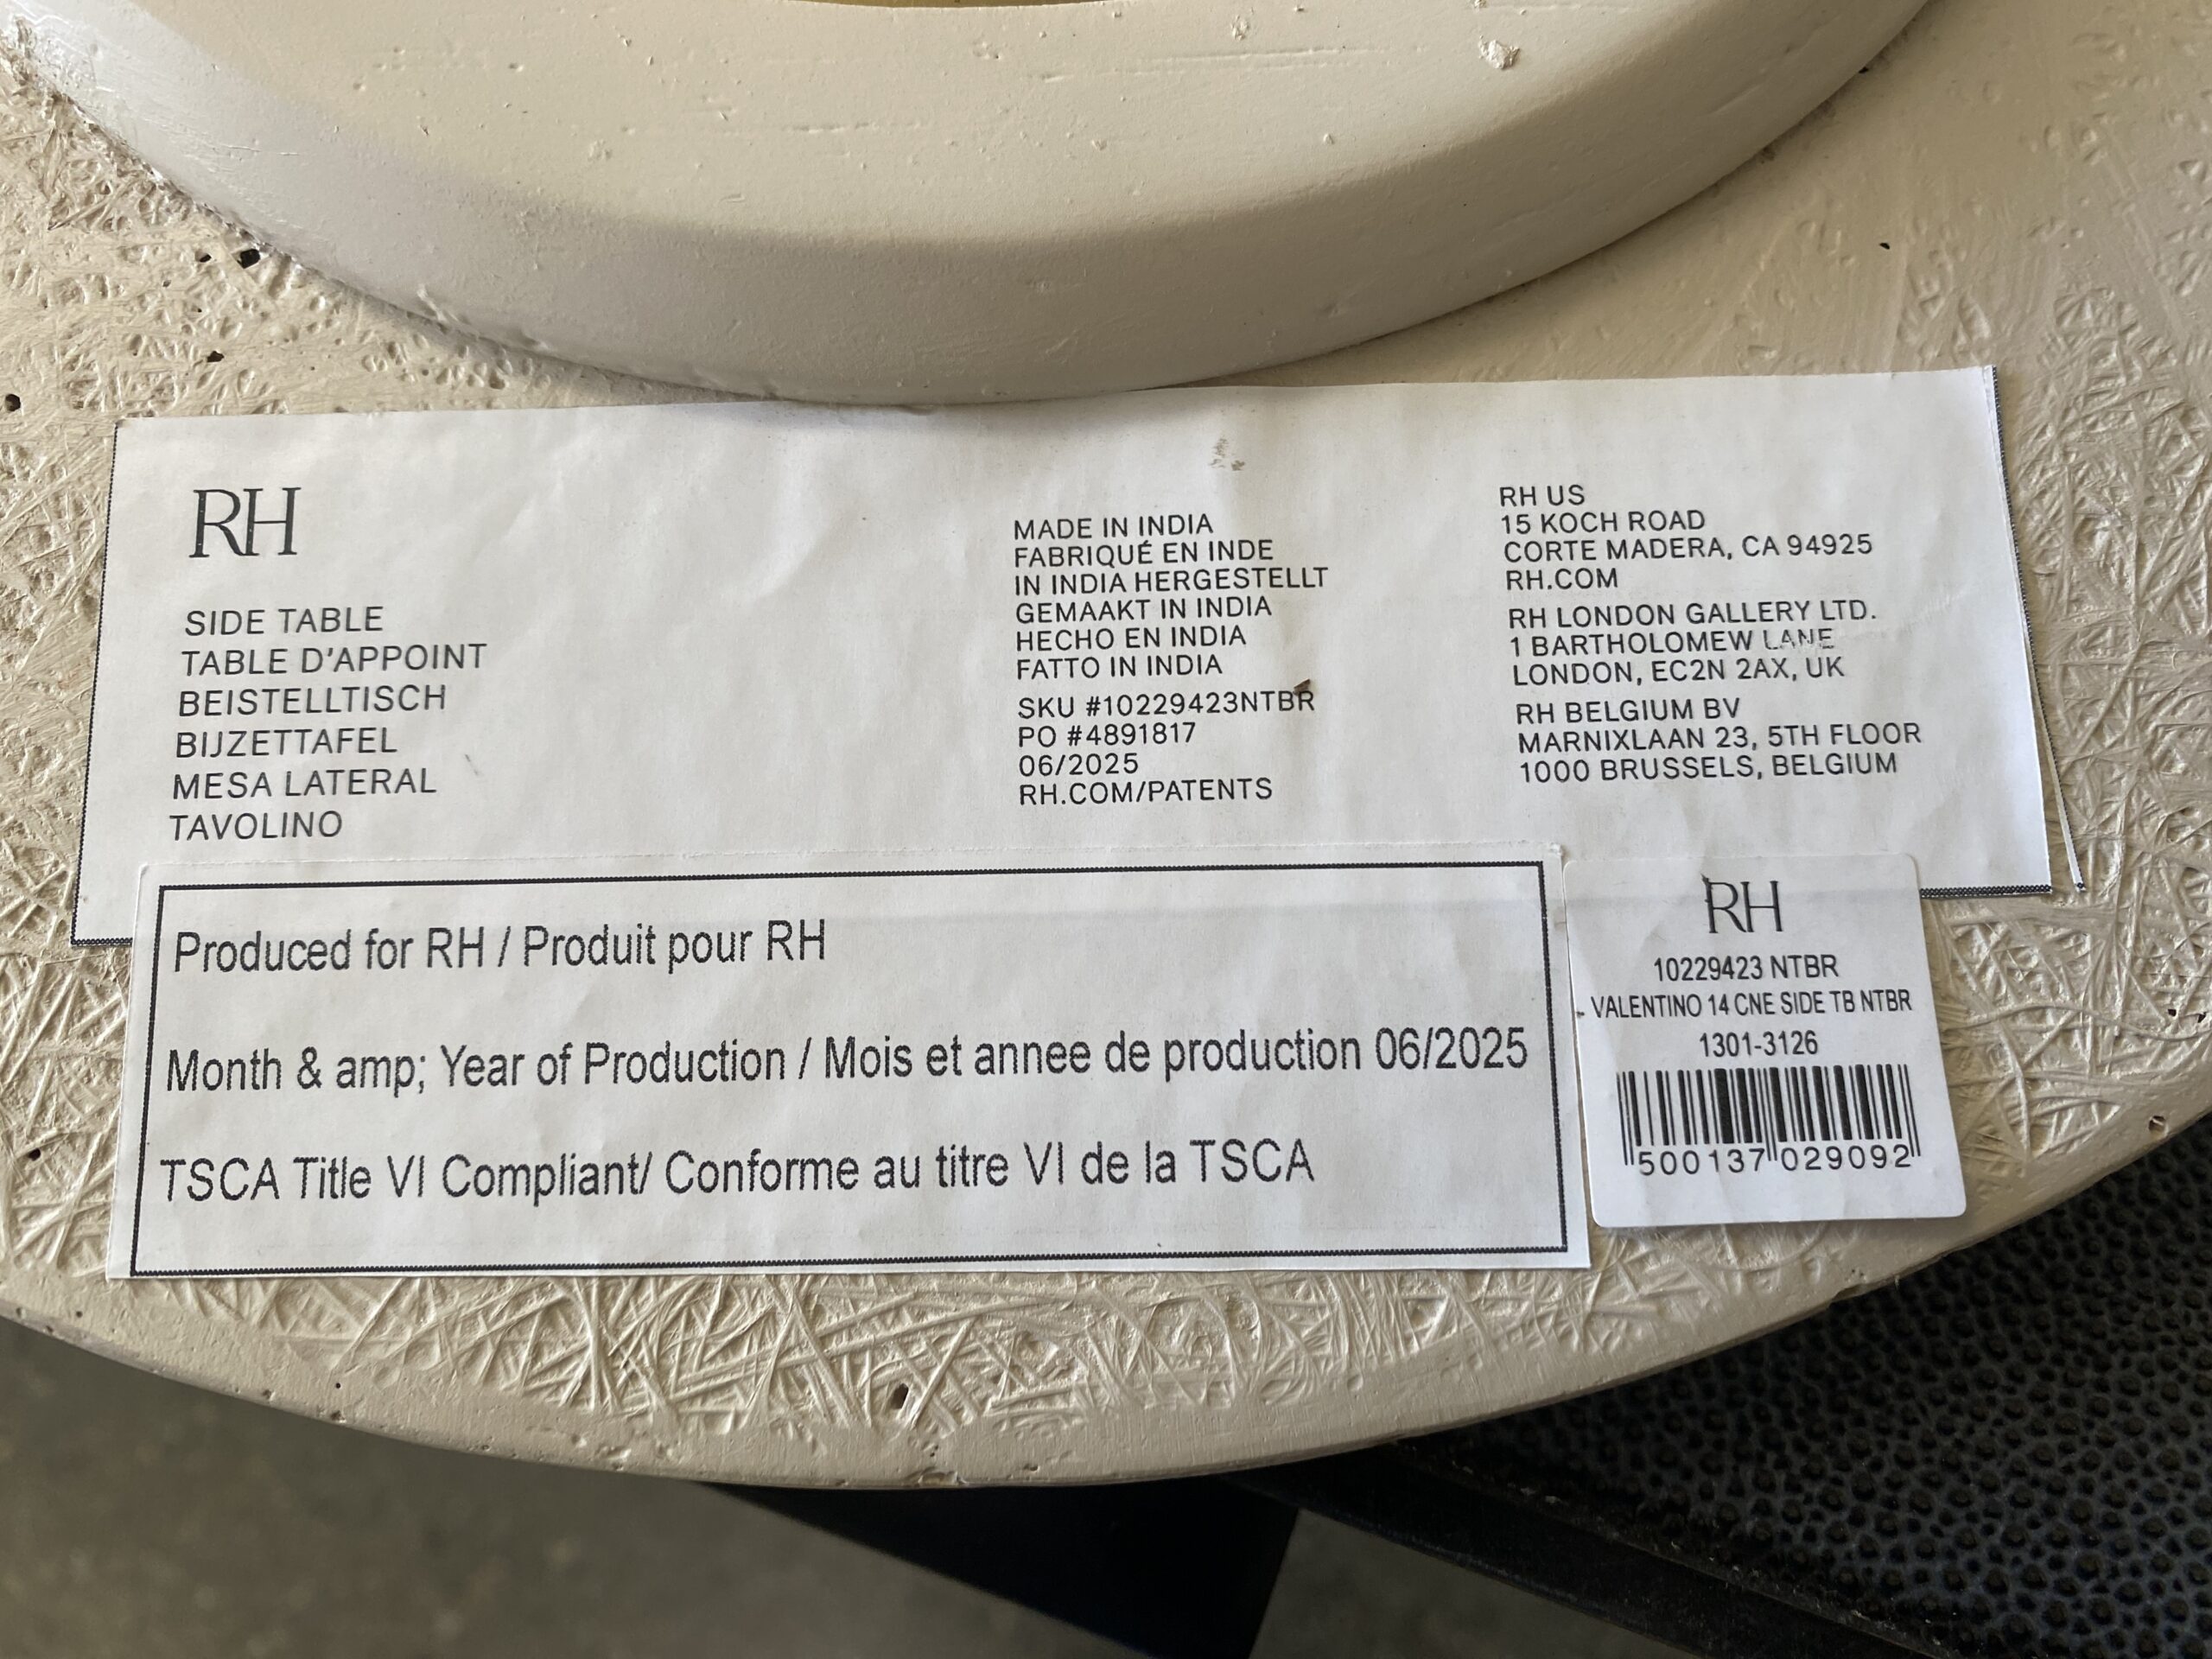 RH
SIDE TABLE
TABLE D'APPOINT
BEISTELLTISCH
BIJZETTAFEL
MESA LATERAL
TAVOLINO
MADE IN INDIA
FABRIQUÉ EN INDE
IN INDIA HERGESTELLT
GEMAAKT IN INDIA
HECHO EN INDIA
FATTO IN INDIA
SKU #10229423NTBR
PO #4891817
06/2025
RH.COM/PATENTS
RH US
15 KOCH ROAD
CORTE MADERA, CA 94925
RH.COM
RH LONDON GALLERY LTD.
1 BARTHOLOMEW LANE
LONDON, EC2N 2AX, UK
RH BELGIUM BV
MARNIXLAAN 23, 5TH FLOOR
1000 BRUSSELS, BELGIUM
Produced for RH / Produit pour RH
Month & amp; Year of Production / Mois et annee de production 06/2025
TSCA Title VI Compliant/ Conforme au titre VI de la TSCA
RH
10229423 NTBR
VALENTINO 14 CNE SIDE TB NTBR
1301-3126
500137 029092